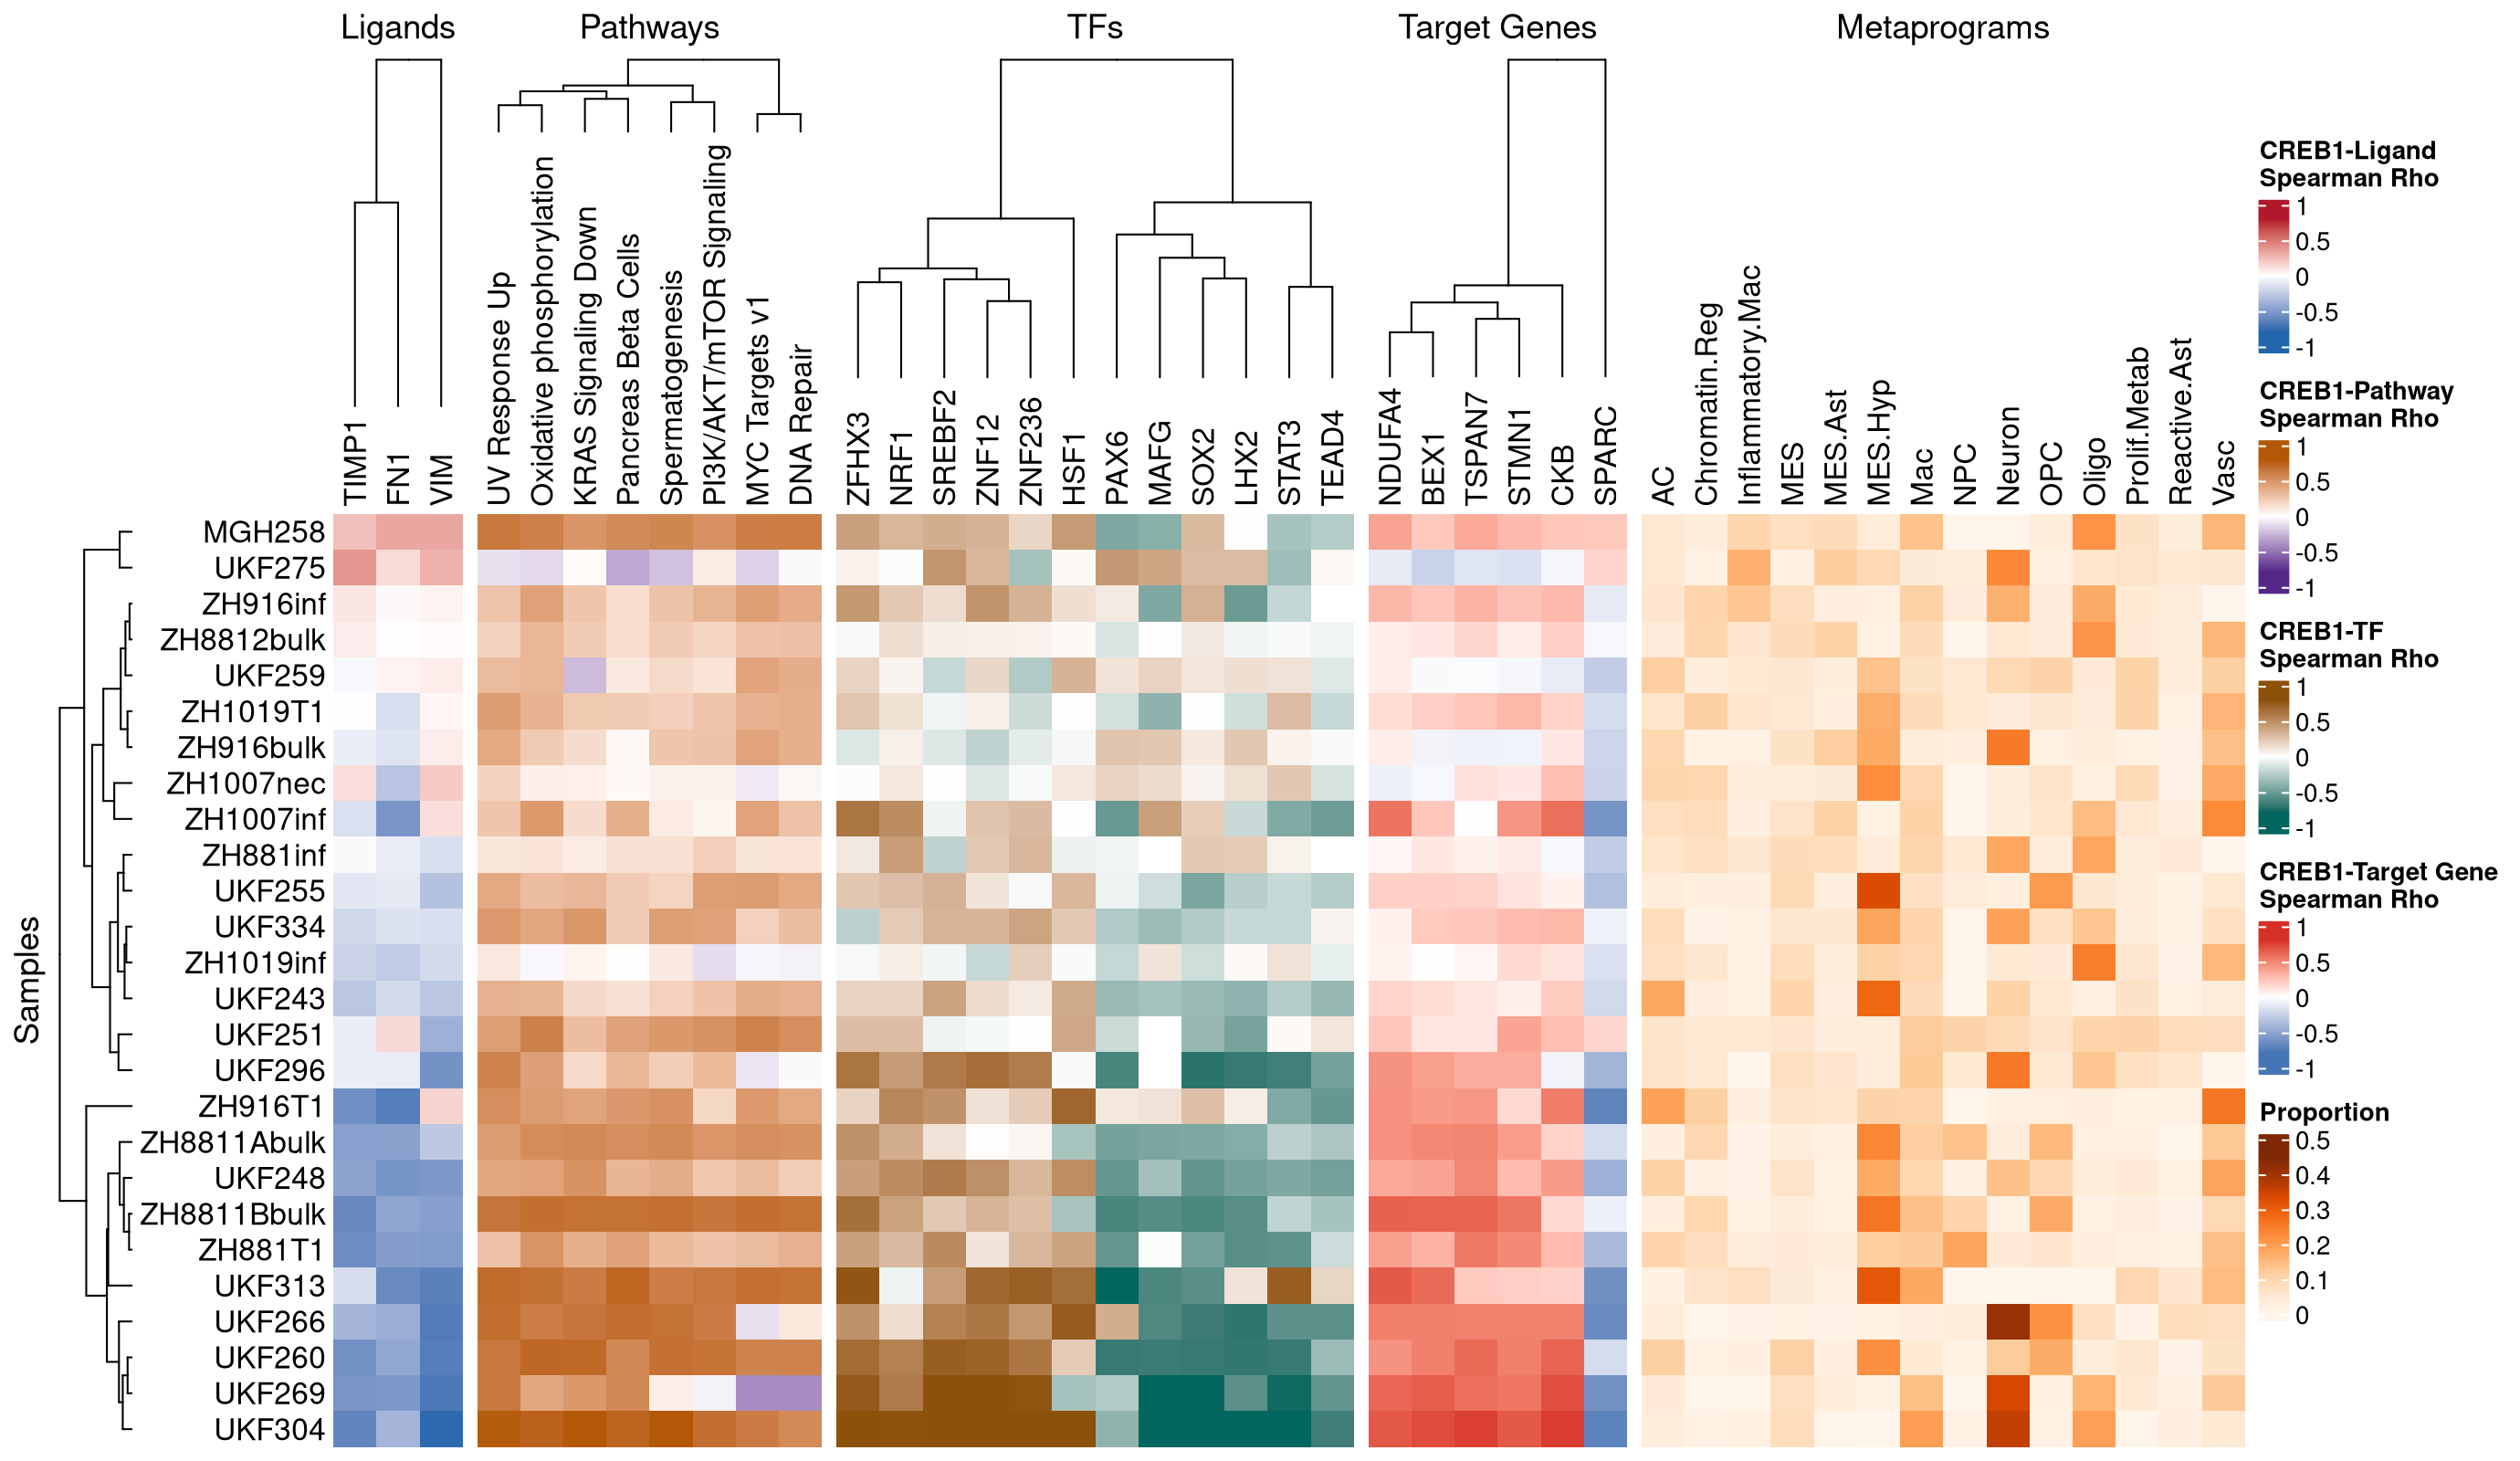 Ligands
Pathways
TFs
Target Genes
Metaprograms
TIMP1
FN1
VIM
UV Response Up
Oxidative phosphorylation
KRAS Signaling Down
Pancreas Beta Cells
Spermatogenesis
PI3K/AKT/mTOR Signaling
MYC Targets v1
DNA Repair
ZFHX3
NRF1
SREBF2
ZNF12
ZNF236
HSF1
PAX6
MAFG
SOX2
LHX2
STAT3
TEAD4
NDUFA4
BEX1
TSPAN7
STMN1
CKB
SPARC
AC
Chromatin.Reg
Inflammatory.Mac
MES
MES.Ast
MES.Hyp
Mac
NPC
Neuron
OPC
Oligo
Prolif.Metab
Reactive.Ast
Vasc
Samples
MGH258
UKF275
ZH916inf
ZH8812bulk
UKF259
ZH1019T1
ZH916bulk
ZH1007nec
ZH1007inf
ZH881inf
UKF255
UKF334
ZH1019inf
UKF243
UKF251
UKF296
ZH916T1
ZH8811Abulk
UKF248
ZH8811Bbulk
ZH881T1
UKF313
UKF266
UKF260
UKF269
UKF304
CREB1-Ligand
Spearman Rho
1
0.5
0
-0.5
-1
CREB1-Pathway
Spearman Rho
1
0.5
0
-0.5
-1
CREB1-TF
Spearman Rho
1
0.5
0
-0.5
-1
CREB1-Target Gene
Spearman Rho
1
0.5
0
-0.5
-1
Proportion
0.5
0.4
0.3
0.2
0.1
0